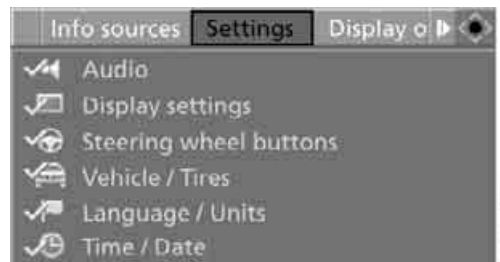 Info sources Settings Display o
Audio
Display settings
Steering wheel buttons
Vehicle / Tires
Language / Units
Time / Date